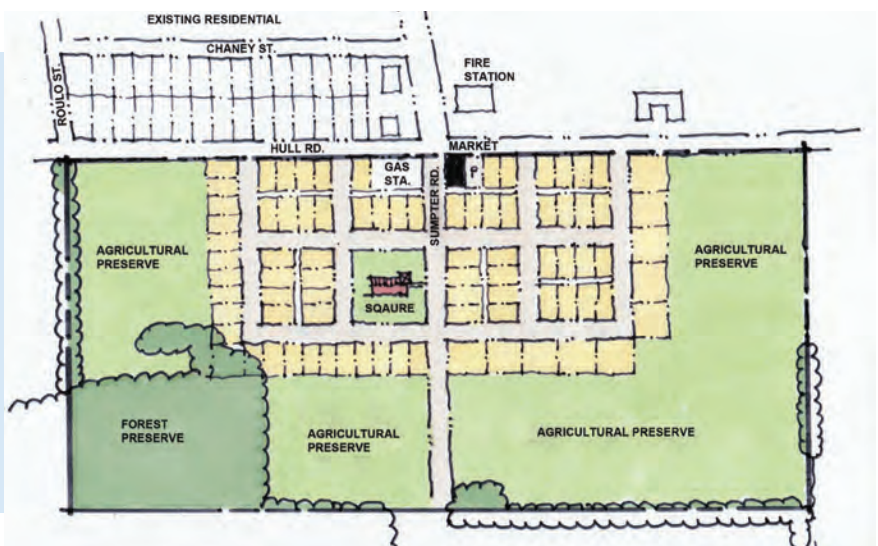 EXISTING RESIDENTIAL
CHANEY ST.
ROULO ST.
FIRE
STATION
HULL RD.
MARKET
GAS
STA.
P
SUMPTER RD.
AGRICULTURAL
PRESERVE
AGRICULTURAL
PRESERVE
SQAURE
FOREST
PRESERVE
AGRICULTURAL
PRESERVE
AGRICULTURAL PRESERVE